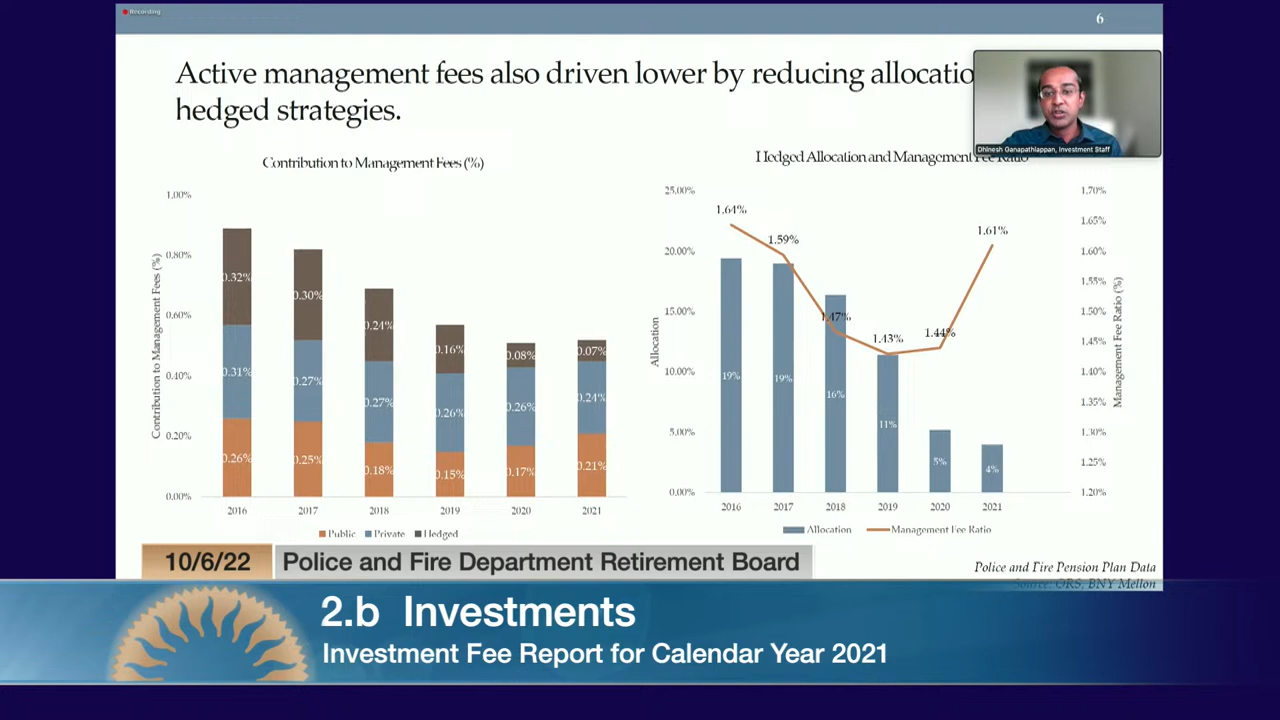 Recording
6
Active management fees also driven lower by reducing allocatio
hedged strategies.
Dhinesh Ganapathiappan, Investment Staff
Contribution to Management Fees (%)
1.00%
0.80%
0.60%
0.40%
0.20%
0.00%
Contribution to Management Fees (%)
0.32% 0.30% 0.24% 0.16% 0.08% 0.07%
0.31% 0.27% 0.27% 0.26% 0.26% 0.24%
0.26% 0.25% 0.18% 0.15% 0.17% 0.21%
2016 2017 2018 2019 2020 2021
Public Private Hedged
Hedged Allocation and Management Fee Ratio
25.00%
20.00%
15.00%
10.00%
5.00%
0.00%
Allocation
1.64% 1.59% 1.47% 1.43% 1.44% 1.61%
19% 19% 16% 11% 5% 4%
2016 2017 2018 2019 2020 2021
1.70%
1.65%
1.60%
1.55%
1.50%
1.45%
1.40%
1.35%
1.30%
1.25%
1.20%
Management Fee Ratio (%)
Allocation Management Fee Ratio
Police and Fire Pension Plan Data
Source: ORS, BNY Mellon
10/6/22 Police and Fire Department Retirement Board
2.b Investments
Investment Fee Report for Calendar Year 2021